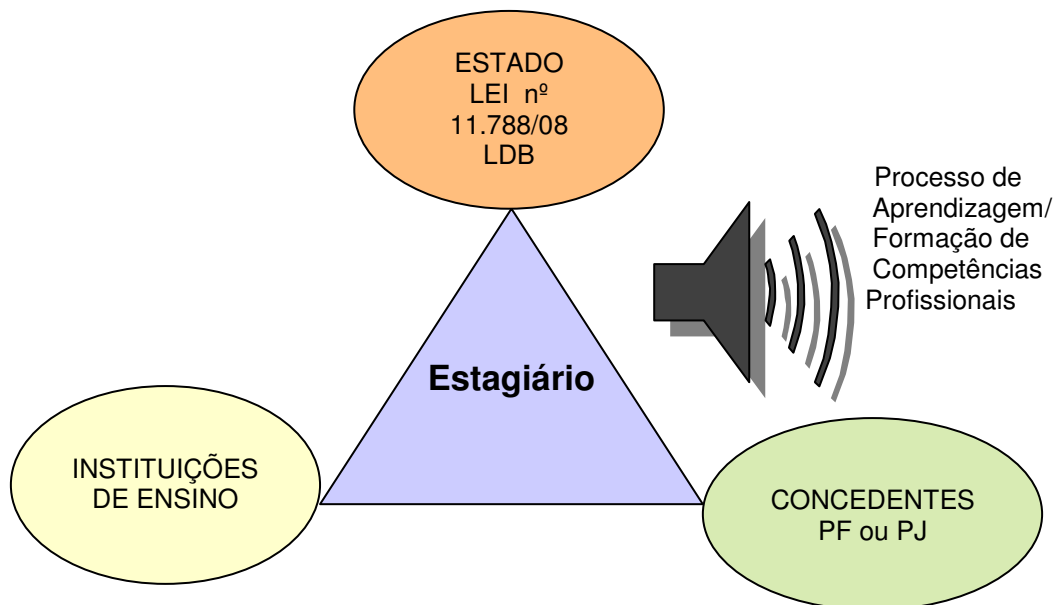 ESTADO
LEI nº
11.788/08
LDB
Processo de
Aprendizagem/
Formação de
Competências
Profissionais
Estagiário
INSTITUIÇÕES
DE ENSINO
CONCEDENTES
PF ou PJ